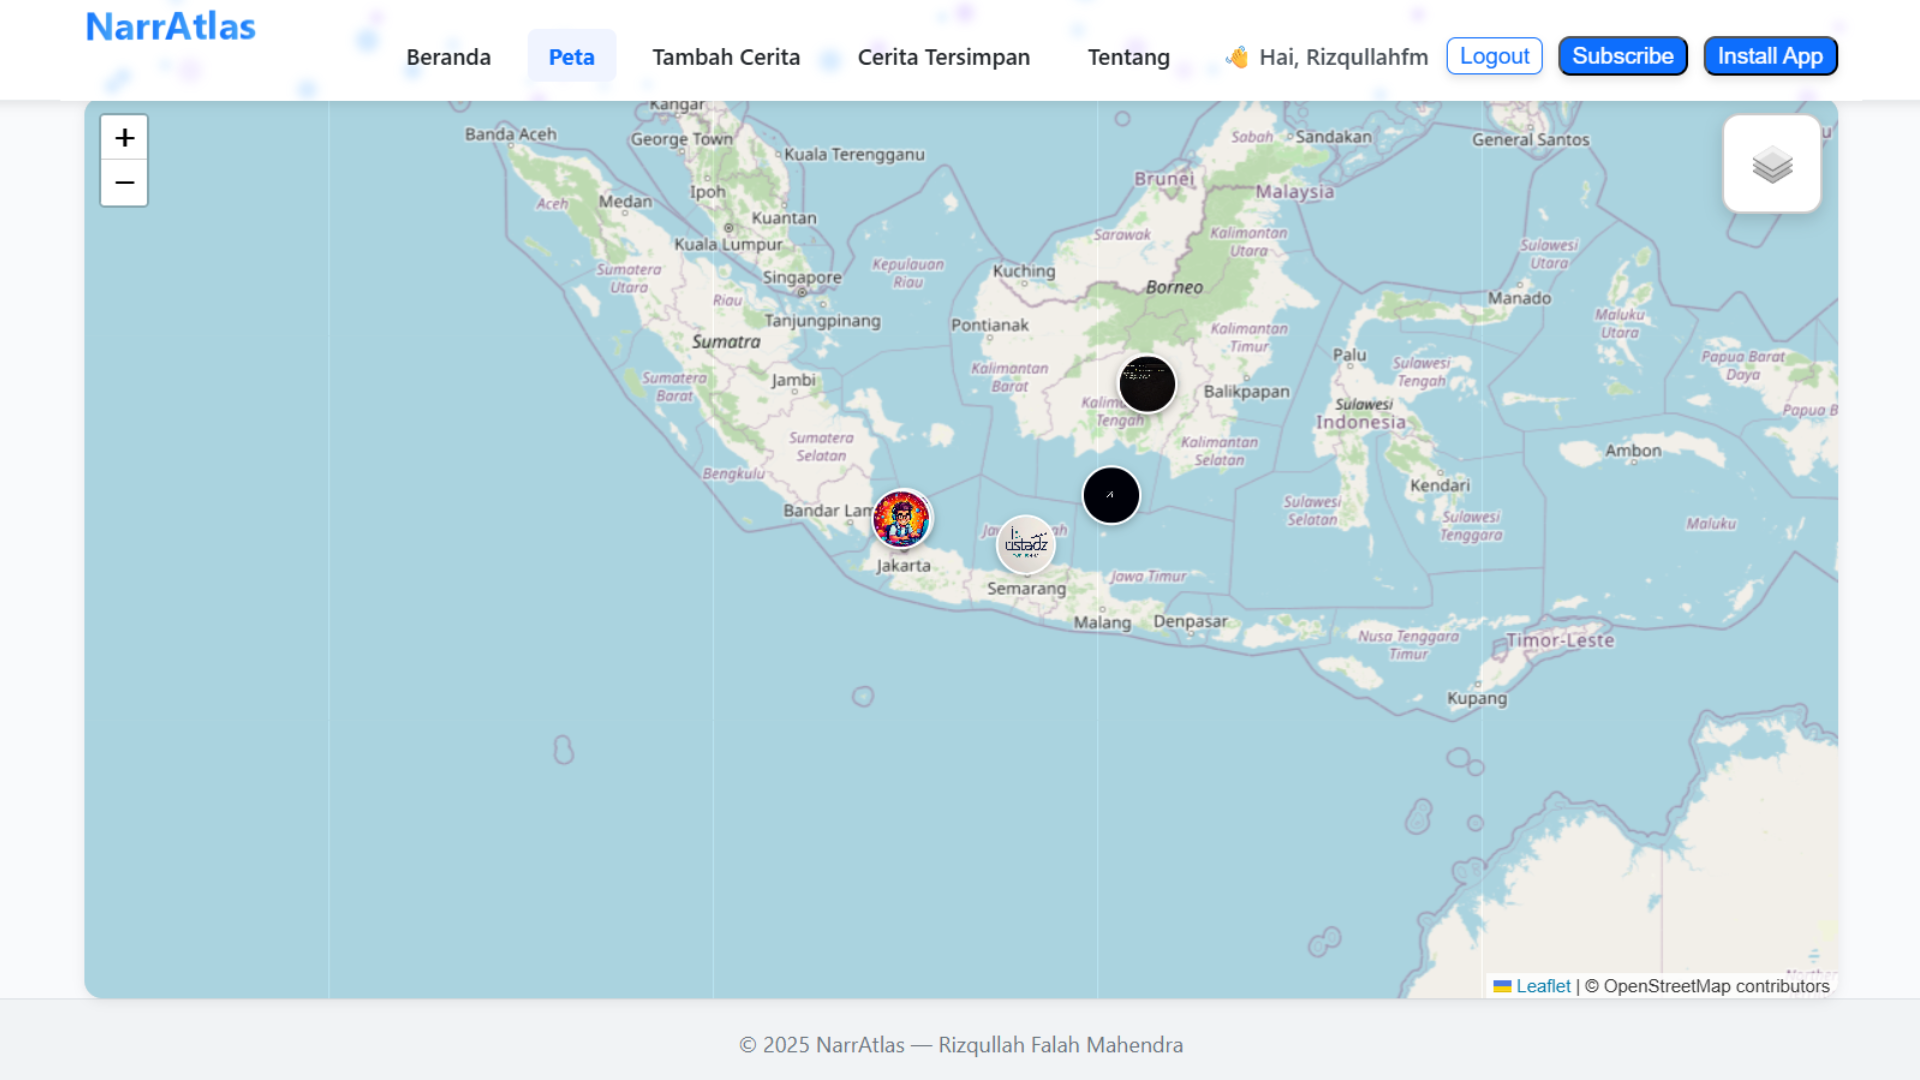 NarrAtlas
Beranda
Peta
Tambah Cerita
Cerita Tersimpan
Tentang
👋 Hai, Rizqullahfm
Logout
Subscribe
Install App
+
−
Kangar
Banda Aceh
George Town
Kuala Terengganu
Sabah
Sandakan
General Santos
Ipoh
Brunei
Malaysia
Aceh
Medan
Kuantan
Kuala Lumpur
Sarawak
Kalimantan
Utara
Sulawesi
Utara
Sumatera
Utara
Singapore
Kepulauan
Riau
Kuching
Borneo
Riau
Manado
Tanjungpinang
Pontianak
Maluku
Utara
Sumatra
Kalimantan
Timur
Palu
Papua Barat
Daya
Jambi
Kalimantan
Barat
Sulawesi
Tengah
Sumatera
Barat
Balikpapan
Tengah
Sulawesi
Indonesia
Papua B
Sumatera
Selatan
Kalimantan
Selatan
Ambon
Bengkulu
Kendari
Bandar Lam
Sulawesi
Selatan
Sulawesi
Tenggara
Maluku
ustadz
Jakarta
Semarang
Jawa Timur
Malang
Denpasar
Nusa Tenggara
Timur
Timor-Leste
Kupang
Leaflet | © OpenStreetMap contributors
© 2025 NarrAtlas — Rizqullah Falah Mahendra